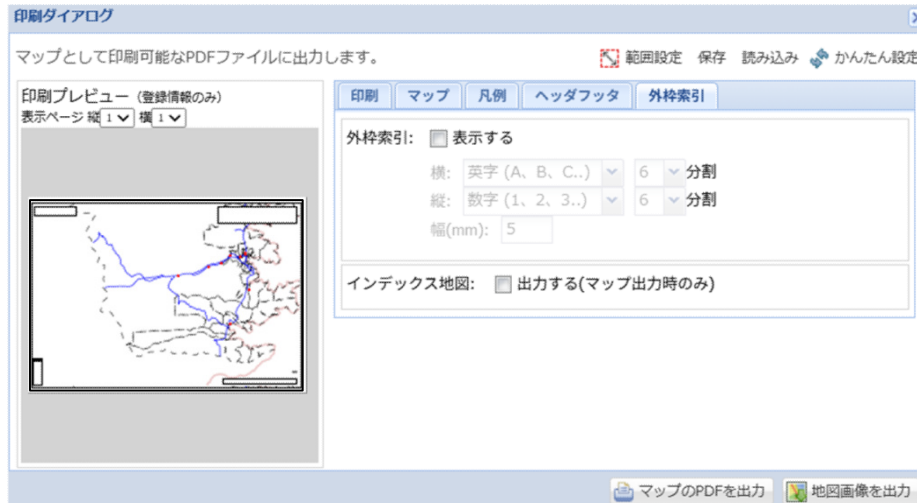 印刷ダイアログ
マップとして印刷可能なPDFファイルに出力します。 範囲設定 保存 読み込み かんたん設定
印刷プレビュー (登録情報のみ)
表示ページ 縦 1 横 1
印刷 マップ 凡例 ヘッダフッタ 外枠索引
外枠索引: 表示する
横: 英字 (A、B、C..) 6 分割
縦: 数字 (1、2、3..) 6 分割
幅(mm): 5
インデックス地図: 出力する(マップ出力時のみ)
マップのPDFを出力 地図画像を出力